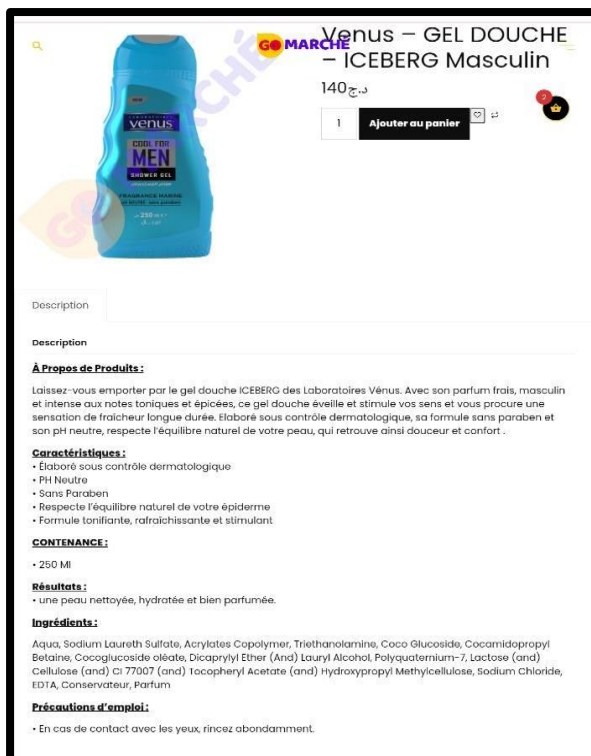 Venus – GEL DOUCHE
– ICEBERG Masculin
GO MARCHÉ
140د.ج
1
Ajouter au panier
2
venus
COOL FOR
MEN
SHOWER GEL
FRAGRANCE MARINE
250 ml
Description
Description
À Propos de Produits :
Laissez-vous emporter par le gel douche ICEBERG des Laboratoires Vénus. Avec son parfum frais, masculin
et intense aux notes toniques et épicées, ce gel douche éveille et stimule vos sens et vous procure une
sensation de fraicheur longue durée. Elaboré sous contrôle dermatologique, sa formule sans paraben et
son pH neutre, respecte l'équilibre naturel de votre peau, qui retrouve ainsi douceur et confort .
Caractéristiques :
• Élaboré sous contrôle dermatologique
• PH Neutre
• Sans Paraben
• Respecte l'équilibre naturel de votre épiderme
• Formule tonifiante, rafraîchissante et stimulant
CONTENANCE :
• 250 Ml
Résultats :
• une peau nettoyée, hydratée et bien parfumée.
Ingrédients :
Aqua, Sodium Laureth Sulfate, Acrylates Copolymer, Triethanolamine, Coco Glucoside, Cocamidopropyl
Betaine, Cocoglucoside oléate, Dicaprylyl Ether (And) Lauryl Alcohol, Polyquaternium-7, Lactose (and)
Cellulose (and) CI 77007 (and) Tocopheryl Acetate (and) Hydroxypropyl Methylcellulose, Sodium Chloride,
EDTA, Conservateur, Parfum
Précautions d'emploi :
• En cas de contact avec les yeux, rincez abondamment.